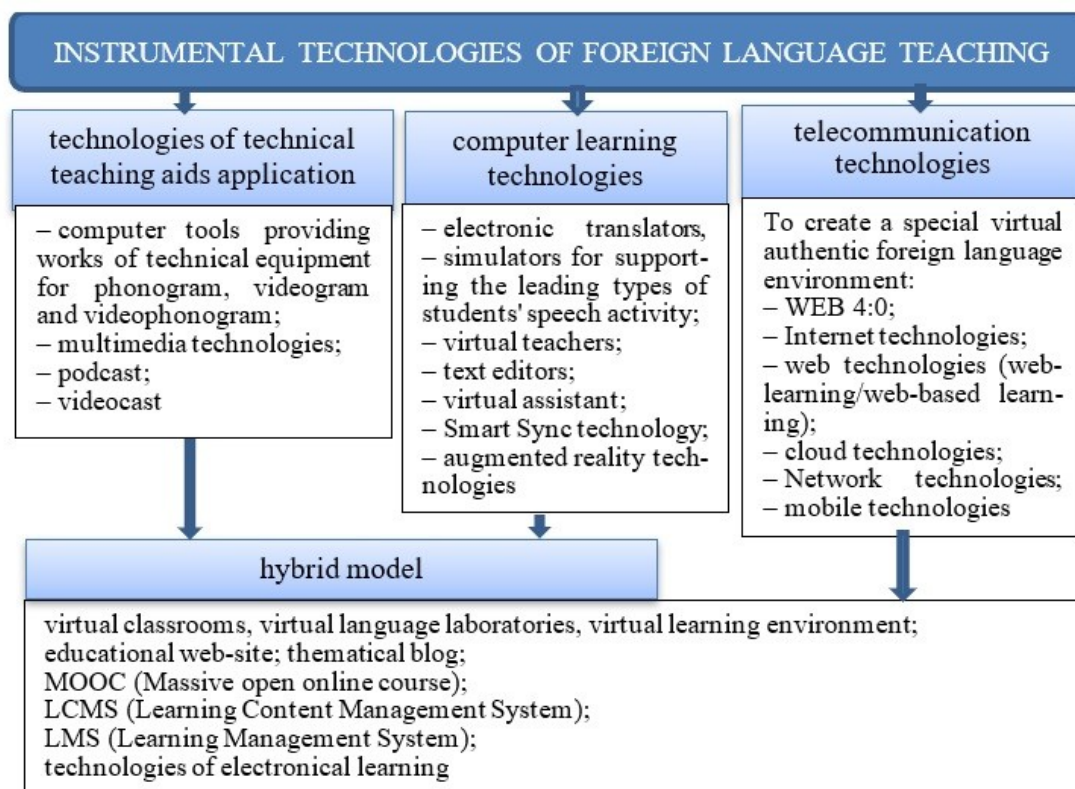 INSTRUMENTAL TECHNOLOGIES OF FOREIGN LANGUAGE TEACHING
technologies of technical
teaching aids application
– computer tools providing
works of technical equipment
for phonogram, videogram
and videophonogram;
– multimedia technologies;
– podcast;
– videocast
computer learning
technologies
– electronic translators,
– simulators for support-
ing the leading types of
students' speech activity;
– virtual teachers;
– text editors;
– virtual assistant;
– Smart Sync technology;
– augmented reality tech-
nologies
telecommunication
technologies
To create a special virtual
authentic foreign language
environment:
– WEB 4:0;
– Internet technologies;
– web technologies (web-
learning/web-based learn-
ing);
– cloud technologies;
– Network technologies;
– mobile technologies
hybrid model
virtual classrooms, virtual language laboratories, virtual learning environment;
educational web-site; thematical blog;
MOOC (Massive open online course);
LCMS (Learning Content Management System);
LMS (Learning Management System);
technologies of electronical learning